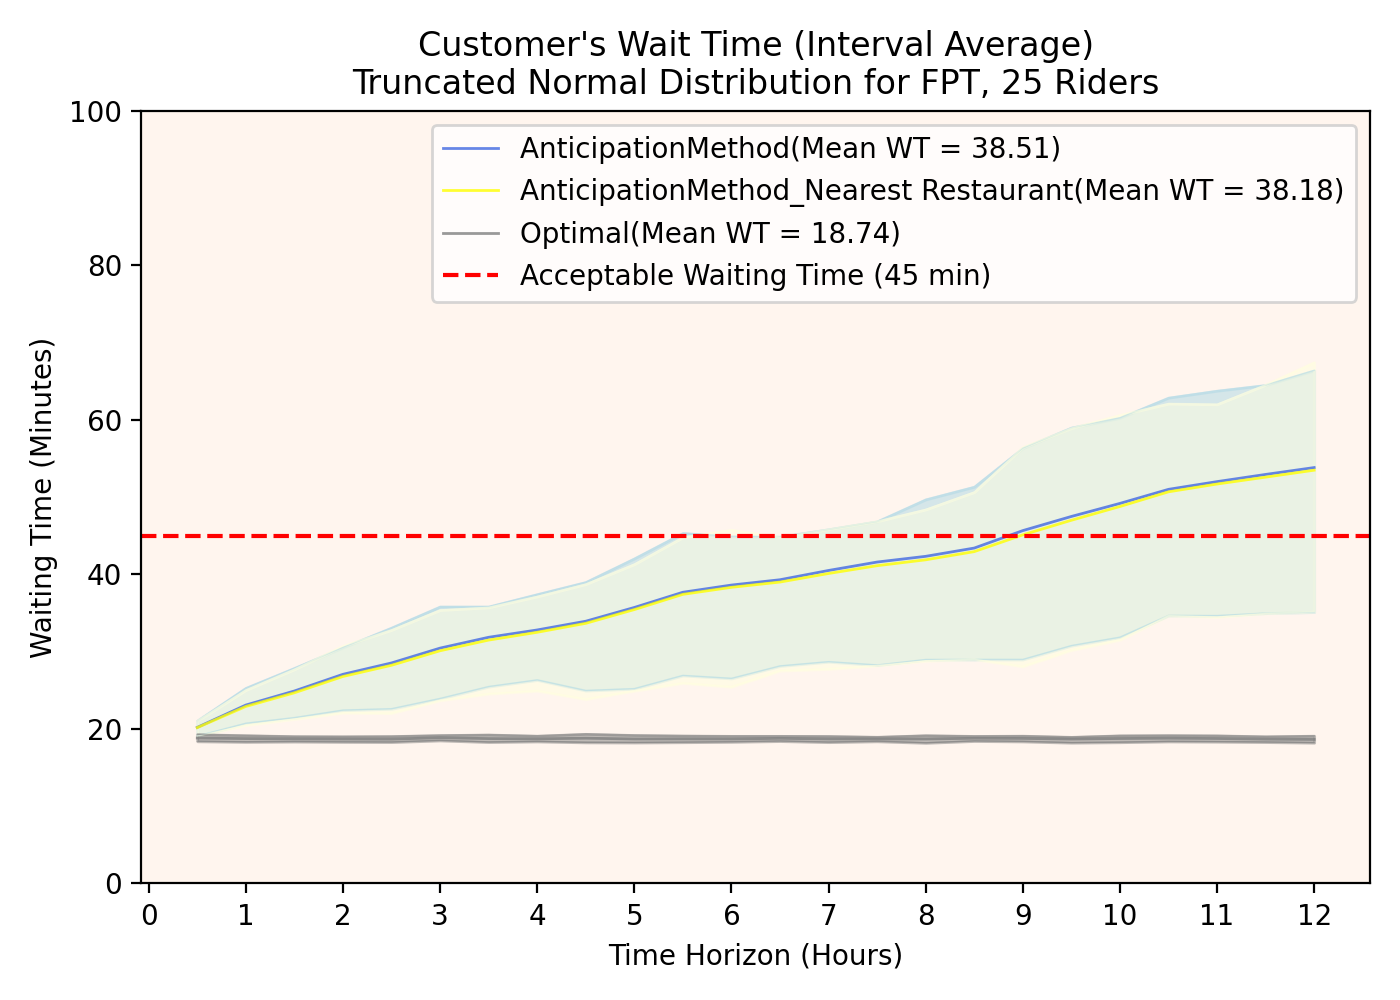 Customer's Wait Time (Interval Average)
Truncated Normal Distribution for FPT, 25 Riders
AnticipationMethod(Mean WT = 38.51)
AnticipationMethod_Nearest Restaurant(Mean WT = 38.18)
Optimal(Mean WT = 18.74)
Acceptable Waiting Time (45 min)
Waiting Time (Minutes)
100
80
60
40
20
0
0 1 2 3 4 5 6 7 8 9 10 11 12
Time Horizon (Hours)